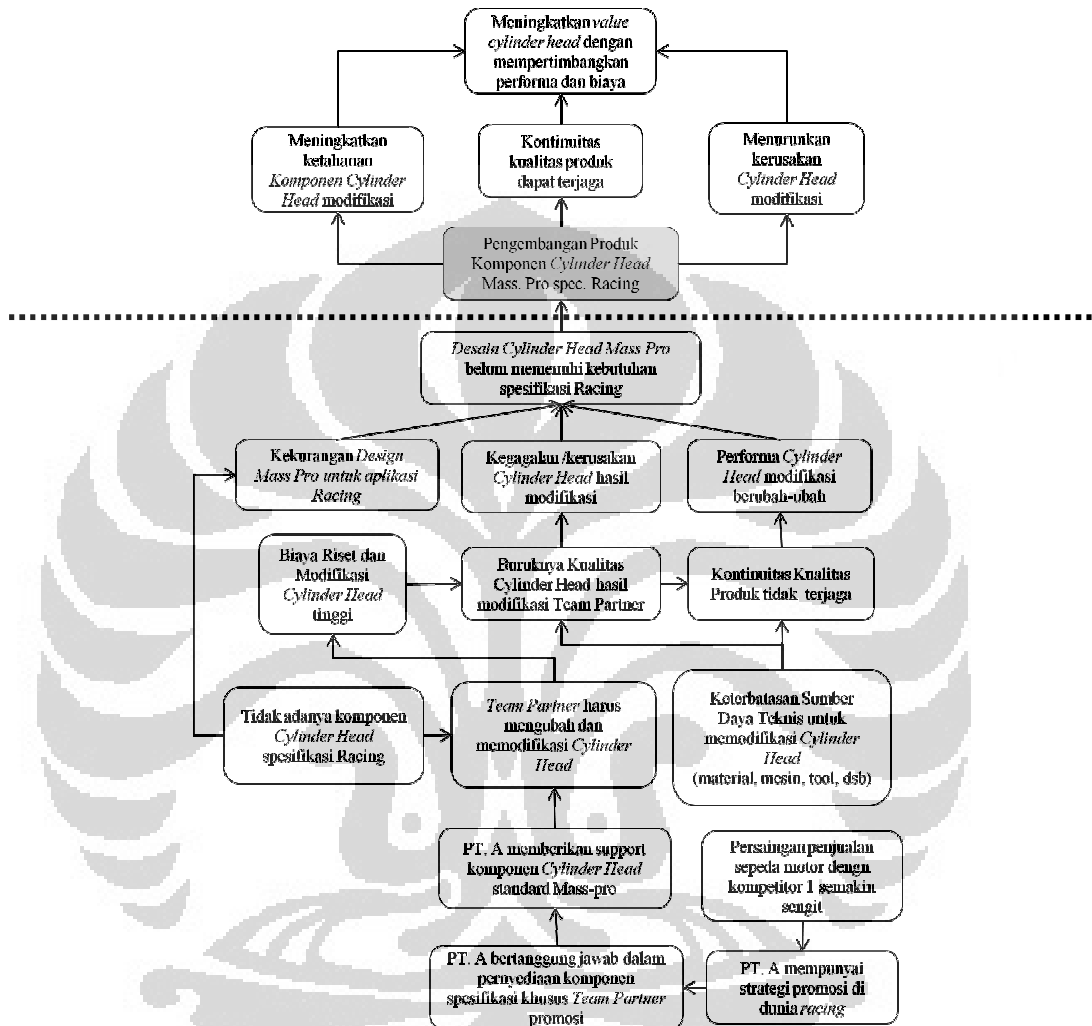 Meningkatkan value
cylinder head dengan
mempertimbangkan
performa dan biaya
Meningkatkan
ketahanan
Komponen Cylinder
Head modifikasi
Kontinuitas
kualitas produk
dapat terjaga
Menurunkan
kerusakan
Cylinder Head
modifikasi
Pengembangan Produk
Komponen Cylinder Head
Mass. Pro spec. Racing
Desain Cylinder Head Mass Pro
belum memenuhi kebutuhan
spesifikasi Racing
Kekurangan Design
Mass Pro untuk aplikasi
Racing
Kegagalan /kerusakan
Cylinder Head hasil
modifikasi
Performa Cylinder
Head modifikasi
berubah-ubah
Biaya Riset dan
Modifikasi
Cylinder Head
tinggi
Buruknya Kualitas
Cylinder Head hasil
modifikasi Team Partner
Kontinuitas Kualitas
Produk tidak terjaga
Tidak adanya komponen
Cylinder Head
spesifikasi Racing
Team Partner harus
mengubah dan
memodifikasi Cylinder
Head
Keterbatasan Sumber
Daya Teknis untuk
memodifikasi Cylinder
Head
(material, mesin, tool, dsb)
PT. A memberikan support
komponen Cylinder Head
standard Mass-pro
Persaingan penjualan
sepeda motor dengn
kompetitor 1 semakin
sengit
PT. A bertanggung jawab dalam
pernyediaan komponen
spesifikasi khusus Team Partner
promosi
PT. A mempunyai
strategi promosi di
dunia racing